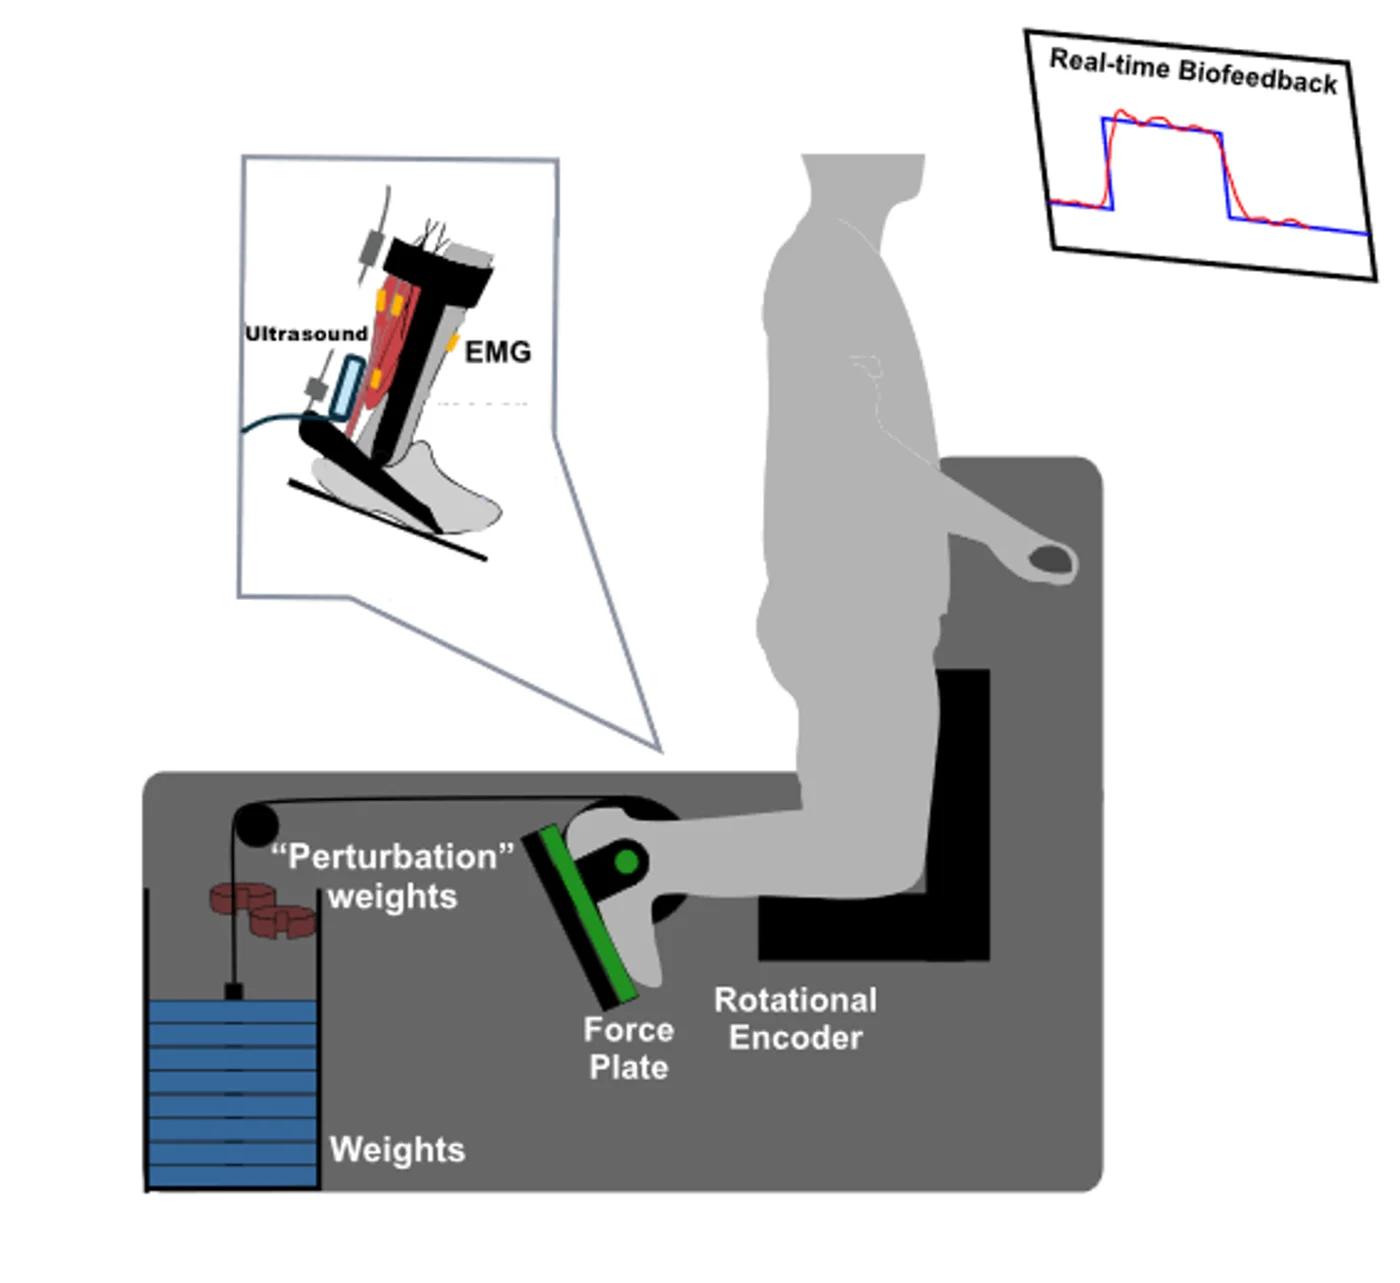 Real-time Biofeedback
Ultrasound
EMG
“Perturbation”
weights
Force
Plate
Rotational
Encoder
Weights